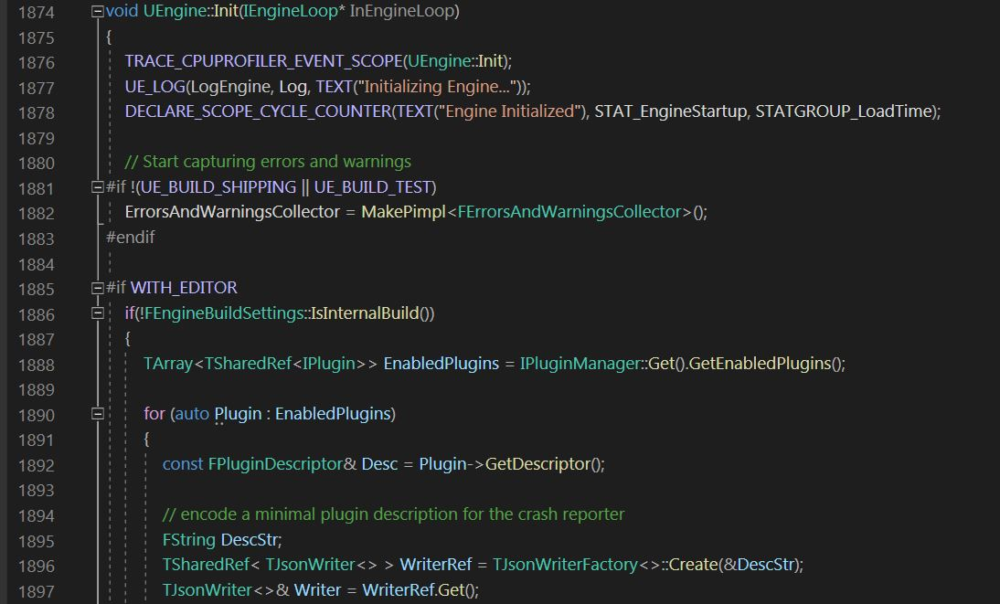 1874 void UEngine::Init(IEngineLoop* InEngineLoop)
1875 {
1876 TRACE_CPUPROFILER_EVENT_SCOPE(UEngine::Init);
1877 UE_LOG(LogEngine, Log, TEXT("Initializing Engine..."));
1878 DECLARE_SCOPE_CYCLE_COUNTER(TEXT("Engine Initialized"), STAT_EngineStartup, STATGROUP_LoadTime);
1879
1880 // Start capturing errors and warnings
1881 #if !(UE_BUILD_SHIPPING || UE_BUILD_TEST)
1882 ErrorsAndWarningsCollector = MakePimpl<FErrorsAndWarningsCollector>();
1883 #endif
1884
1885 #if WITH_EDITOR
1886 if(!FEngineBuildSettings::IsInternalBuild())
1887 {
1888 TArray<TSharedRef<IPlugin>> EnabledPlugins = IPluginManager::Get().GetEnabledPlugins();
1889
1890 for (auto Plugin : EnabledPlugins)
1891 {
1892 const FPluginDescriptor& Desc = Plugin->GetDescriptor();
1893
1894 // encode a minimal plugin description for the crash reporter
1895 FString DescStr;
1896 TSharedRef< TJsonWriter<> > WriterRef = TJsonWriterFactory<>::Create(&DescStr);
1897 TJsonWriter<>& Writer = WriterRef.Get();